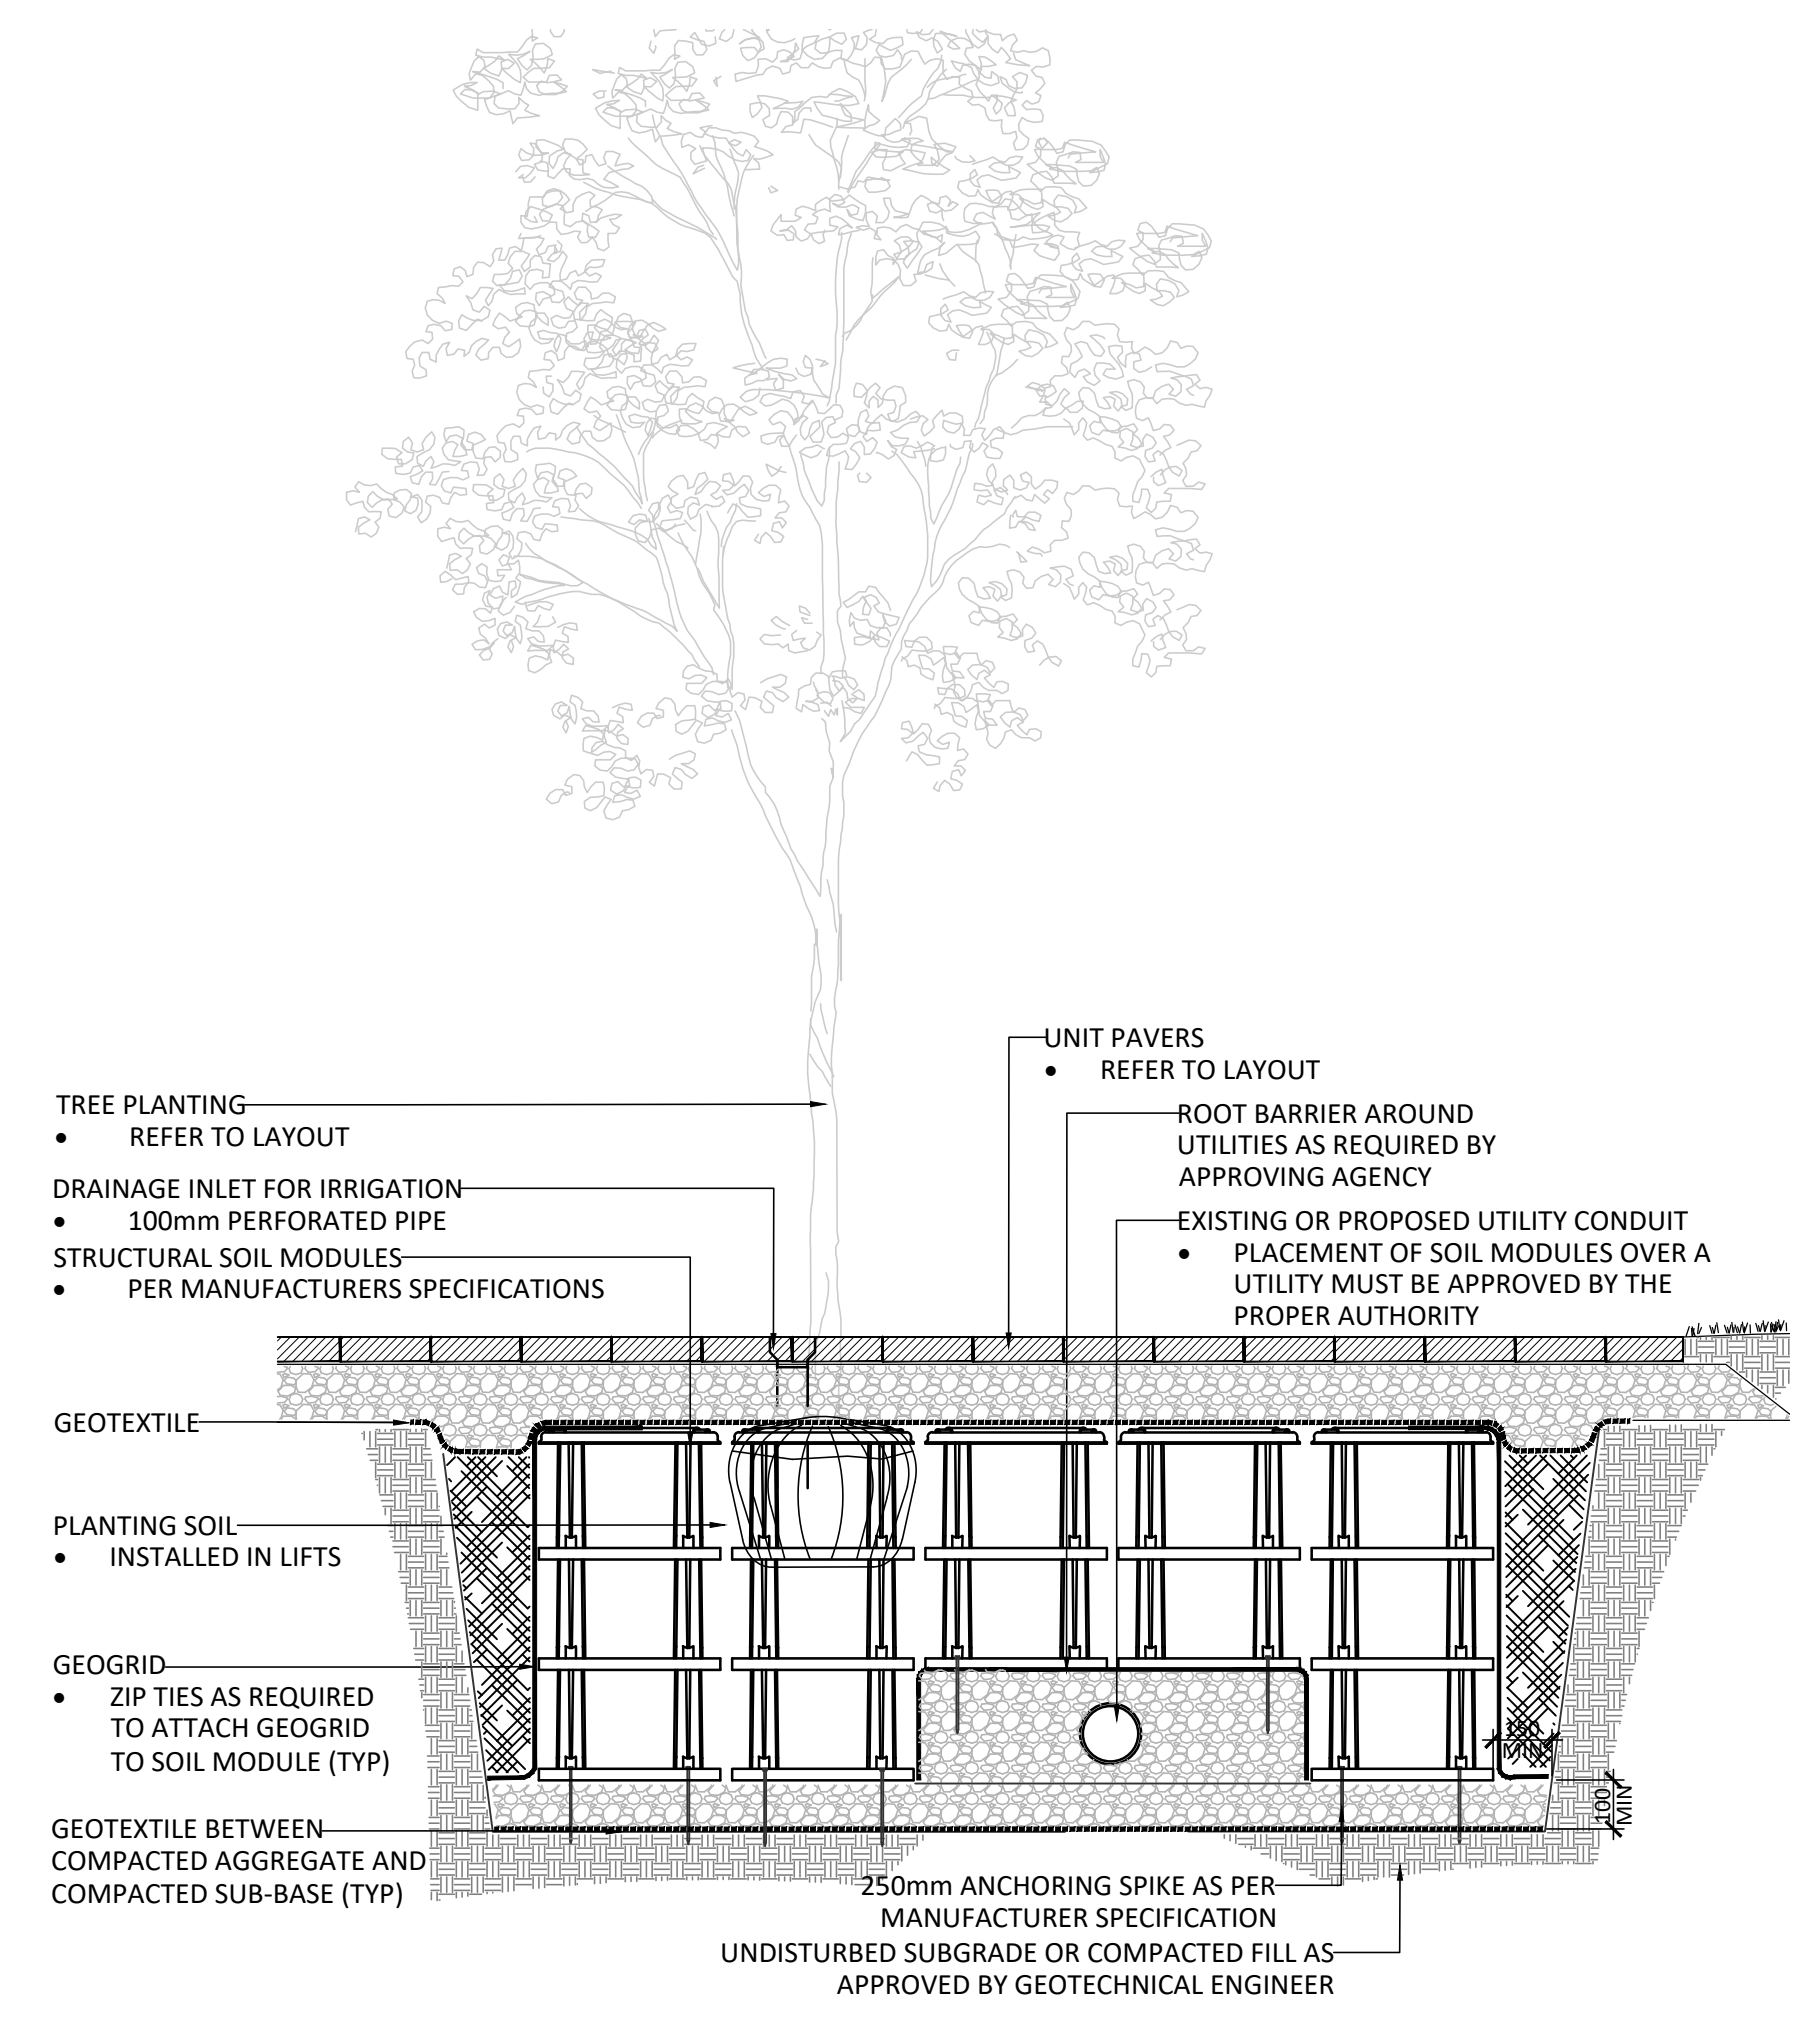 UNIT PAVERS
• REFER TO LAYOUT
TREE PLANTING
• REFER TO LAYOUT
ROOT BARRIER AROUND
UTILITIES AS REQUIRED BY
APPROVING AGENCY
DRAINAGE INLET FOR IRRIGATION
• 100mm PERFORATED PIPE
STRUCTURAL SOIL MODULES
• PER MANUFACTURERS SPECIFICATIONS
EXISTING OR PROPOSED UTILITY CONDUIT
• PLACEMENT OF SOIL MODULES OVER A
UTILITY MUST BE APPROVED BY THE
PROPER AUTHORITY
GEOTEXTILE
PLANTING SOIL
• INSTALLED IN LIFTS
GEOGRID
• ZIP TIES AS REQUIRED
TO ATTACH GEOGRID
TO SOIL MODULE (TYP)
150
MIN
100
MIN
GEOTEXTILE BETWEEN
COMPACTED AGGREGATE AND
COMPACTED SUB-BASE (TYP)
250mm ANCHORING SPIKE AS PER
MANUFACTURER SPECIFICATION
UNDISTURBED SUBGRADE OR COMPACTED FILL AS
APPROVED BY GEOTECHNICAL ENGINEER